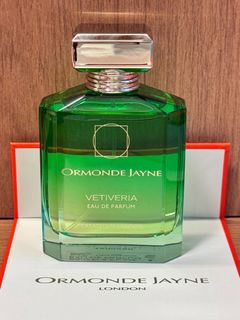 ORMONDE JAYNE
VETIVERIA
EAU DE PARFUM
ORMONDE JAYNE
LONDON